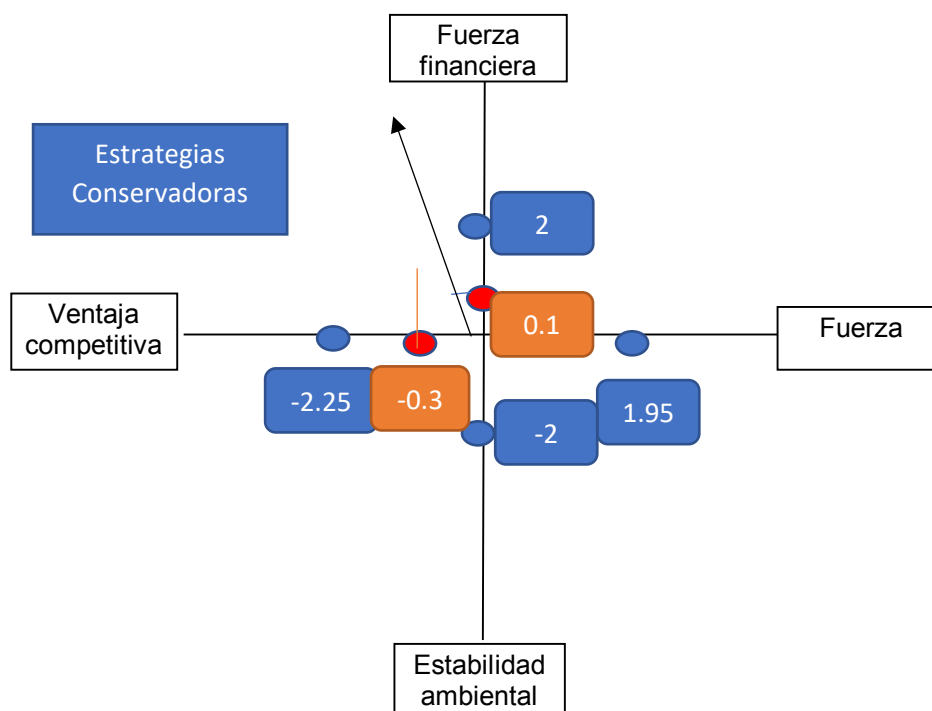 Fuerza
financiera
Estrategias
Conservadoras
2
Ventaja
competitiva
0.1
Fuerza
-2.25
-0.3
-2
1.95
Estabilidad
ambiental